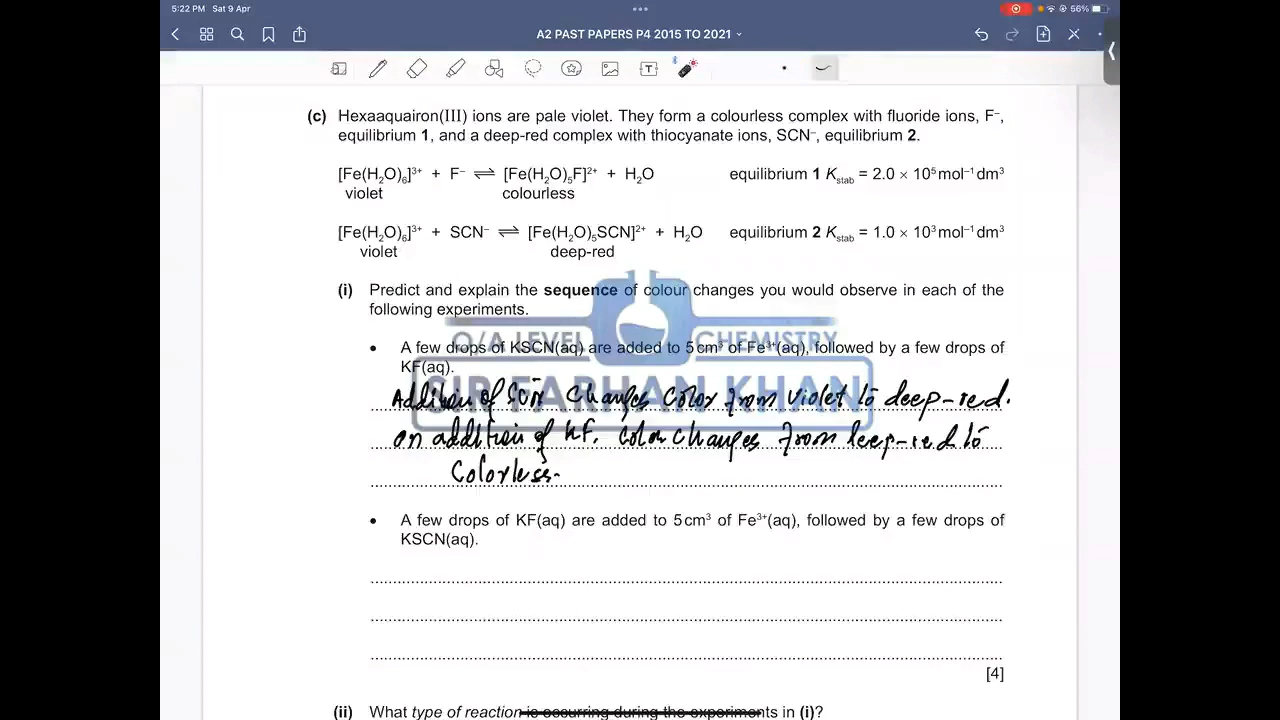 5:22 PM Sat 9 Apr
56%
A2 PAST PAPERS P4 2015 TO 2021
(c) Hexaaquairon(III) ions are pale violet. They form a colourless complex with fluoride ions, F⁻,
equilibrium 1, and a deep-red complex with thiocyanate ions, SCN⁻, equilibrium 2.
[Fe(H₂O)₆]³⁺ + F⁻ ⇌ [Fe(H₂O)₅F]²⁺ + H₂O equilibrium 1 Kstab = 2.0 × 10⁵ mol⁻¹ dm³
violet colourless
[Fe(H₂O)₆]³⁺ + SCN⁻ ⇌ [Fe(H₂O)₅SCN]²⁺ + H₂O equilibrium 2 Kstab = 1.0 × 10³ mol⁻¹ dm³
violet deep-red
(i) Predict and explain the sequence of colour changes you would observe in each of the
following experiments.
O/A LEVEL CHEMISTRY
SIR FARHAN KHAN
• A few drops of KSCN(aq) are added to 5 cm³ of Fe³⁺(aq), followed by a few drops of
KF(aq).
Addition of SCN⁻ Changes Color from violet to deep-red.
on addition of KF. Color changes from deep-red to
Colorless.
• A few drops of KF(aq) are added to 5 cm³ of Fe³⁺(aq), followed by a few drops of
KSCN(aq).
[4]
(ii) What type of reaction is occurring during the experiments in (i)?